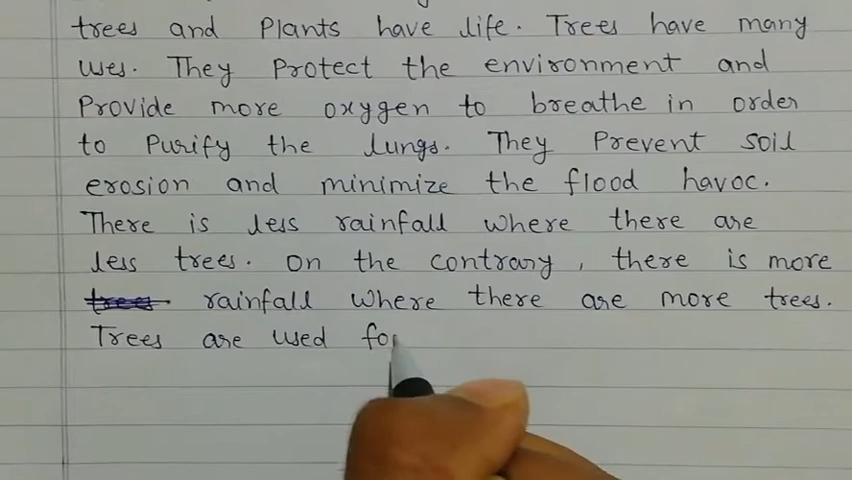 trees and Plants have life. Trees have many
uses. They Protect the environment and
Provide more oxygen to breathe in order
to Purify the lungs. They Prevent soil
erosion and minimize the flood havoc.
There is less rainfall where there are
less trees. On the contrary, there is more
trees rainfall where there are more trees.
Trees are used fo